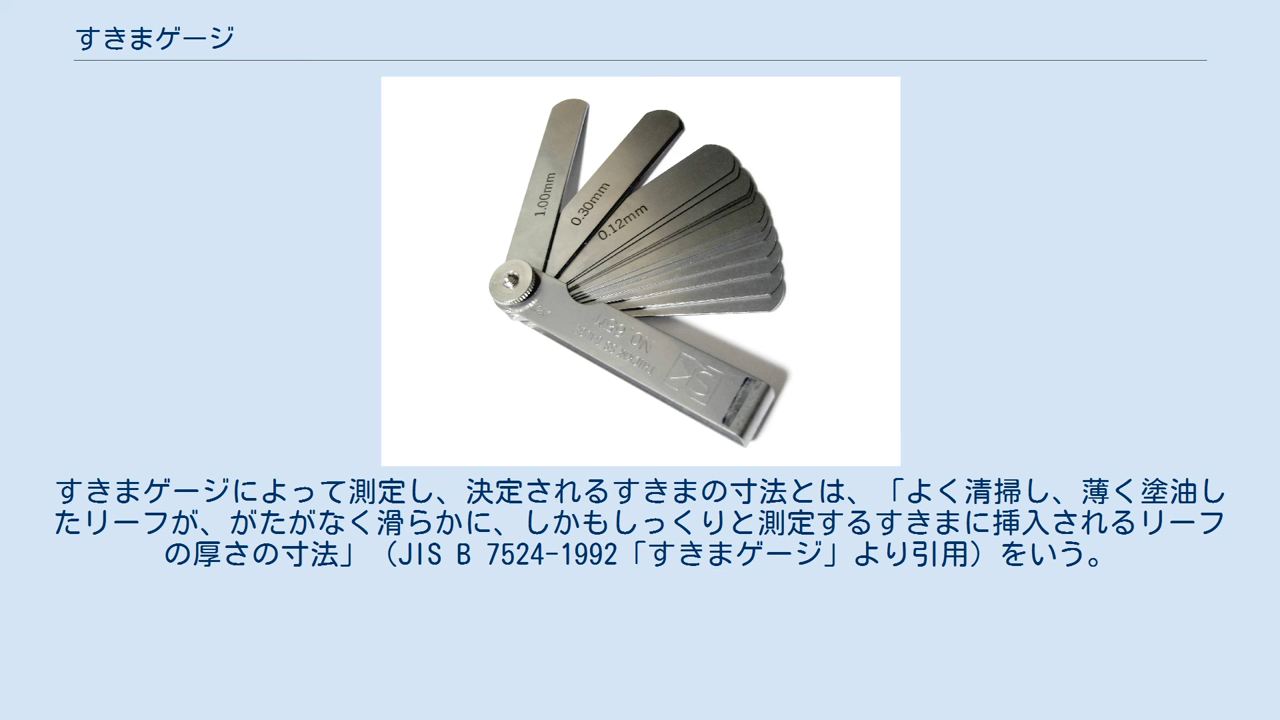 すきまゲージ
1.00mm
0.30mm
0.12mm
すきまゲージによって測定し、決定されるすきまの寸法とは、「よく清掃し、薄く塗油し
たリーフが、がたがなく滑らかに、しかもしっくりと測定するすきまに挿入されるリーフ
の厚さの寸法」（JIS B 7524-1992「すきまゲージ」より引用）をいう。